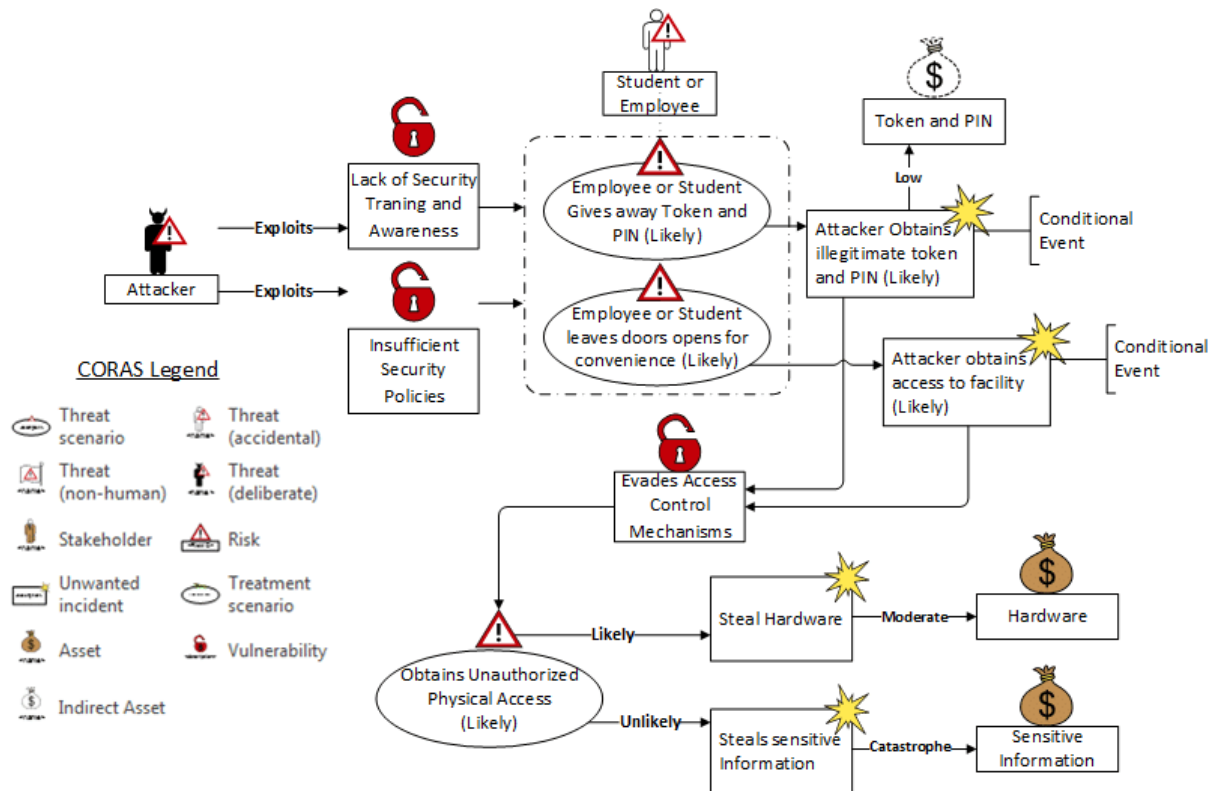 Student or
Employee
Token and PIN
Low
Lack of Security
Traning and
Awareness
Employee or Student
Gives away Token and
PIN (Likely)
Attacker Obtains
illegitimate token
and PIN (Likely)
Conditional
Event
Exploits
Attacker
Exploits
Insufficient
Security
Policies
Employee or Student
leaves doors opens for
convenience (Likely)
Attacker obtains
access to facility
(Likely)
Conditional
Event
CORAS Legend
Threat
scenario
Threat
(accidental)
Threat
(non-human)
Threat
(deliberate)
Stakeholder
Risk
Unwanted
incident
Treatment
scenario
Asset
Vulnerability
Indirect Asset
Evades Access
Control
Mechanisms
Obtains Unauthorized
Physical Access
(Likely)
Likely
Steal Hardware
Moderate
Hardware
Unlikely
Steals sensitive
Information
Catastrophe
Sensitive
Information